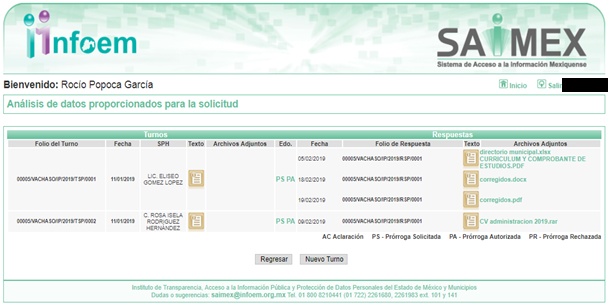 infoem
SAIMEX
Sistema de Acceso a la Información Mexiquense
Bienvenido: Rocío Popoca García
Inicio
Salir
Análisis de datos proporcionados para la solicitud
Turnos Respuestas
Folio del Turno Fecha SPH Texto Archivos Adjuntos Edo. Fecha Folio de Respuesta Texto Archivos Adjuntos
00005/VACHASO/IP/2019/TSP/0001 11/01/2019 LIC. ELISEO GOMEZ LOPEZ PS PA
05/02/2019 00005/VACHASO/IP/2019/RSP/0001 directorio municipal.xlsx
CURRICULUM Y COMPROBANTE DE
ESTUDIOS.PDF
18/02/2019 00005/VACHASO/IP/2019/RSP/0001 corregidos.docx
19/02/2019 00005/VACHASO/IP/2019/RSP/0001 corregidos.pdf
00005/VACHASO/IP/2019/TSP/0002 11/01/2019 C. ROSA ISELA RODRIGUEZ HERNÁNDEZ PS PA 09/02/2019 00005/VACHASO/IP/2019/RSP/0001 CV administracion 2019.rar
AC Aclaración PS - Prórroga Solicitada PA - Prórroga Autorizada PR - Prórroga Rechazada
Regresar Nuevo Turno
Instituto de Transparencia, Acceso a la Información Pública y Protección de Datos Personales del Estado de México y Municipios
Dudas o sugerencias: saimex@infoem.org.mx Tel. 01 800 8210441 (01 722) 2261980, 2261983 ext. 101 y 141